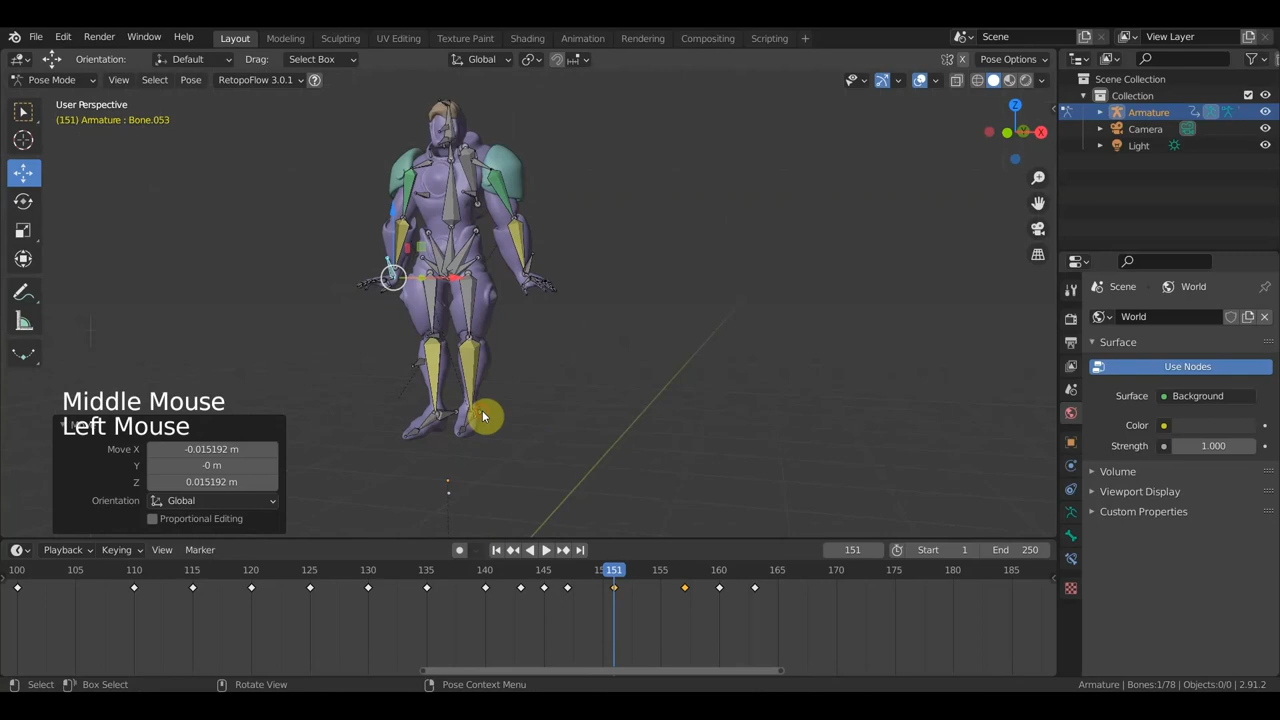 File Edit Render Window Help Layout Modeling Sculpting UV Editing Texture Paint Shading Animation Rendering Compositing Scripting + Scene View Layer
Orientation: Default Drag: Select Box Global Pose Options
Pose Mode View Select Pose RetopoFlow 3.0.1
User Perspective
(151) Armature : Bone.053
Scene Collection
Collection
Armature
Camera
Light
X
Z
Scene World
World
Surface
Use Nodes
Surface Background
Color
Strength 1.000
Volume
Viewport Display
Custom Properties
Middle Mouse
Left Mouse
Move X -0.015192 m
Y -0 m
Z 0.015192 m
Orientation Global
Proportional Editing
Playback Keying View Marker 151 Start 1 End 250
100 105 110 115 120 125 130 135 140 145 151 155 160 165 170 175 180 185
Select Box Select Rotate View Pose Context Menu Armature | Bones:1/78 | Objects:0/0 | 2.91.2